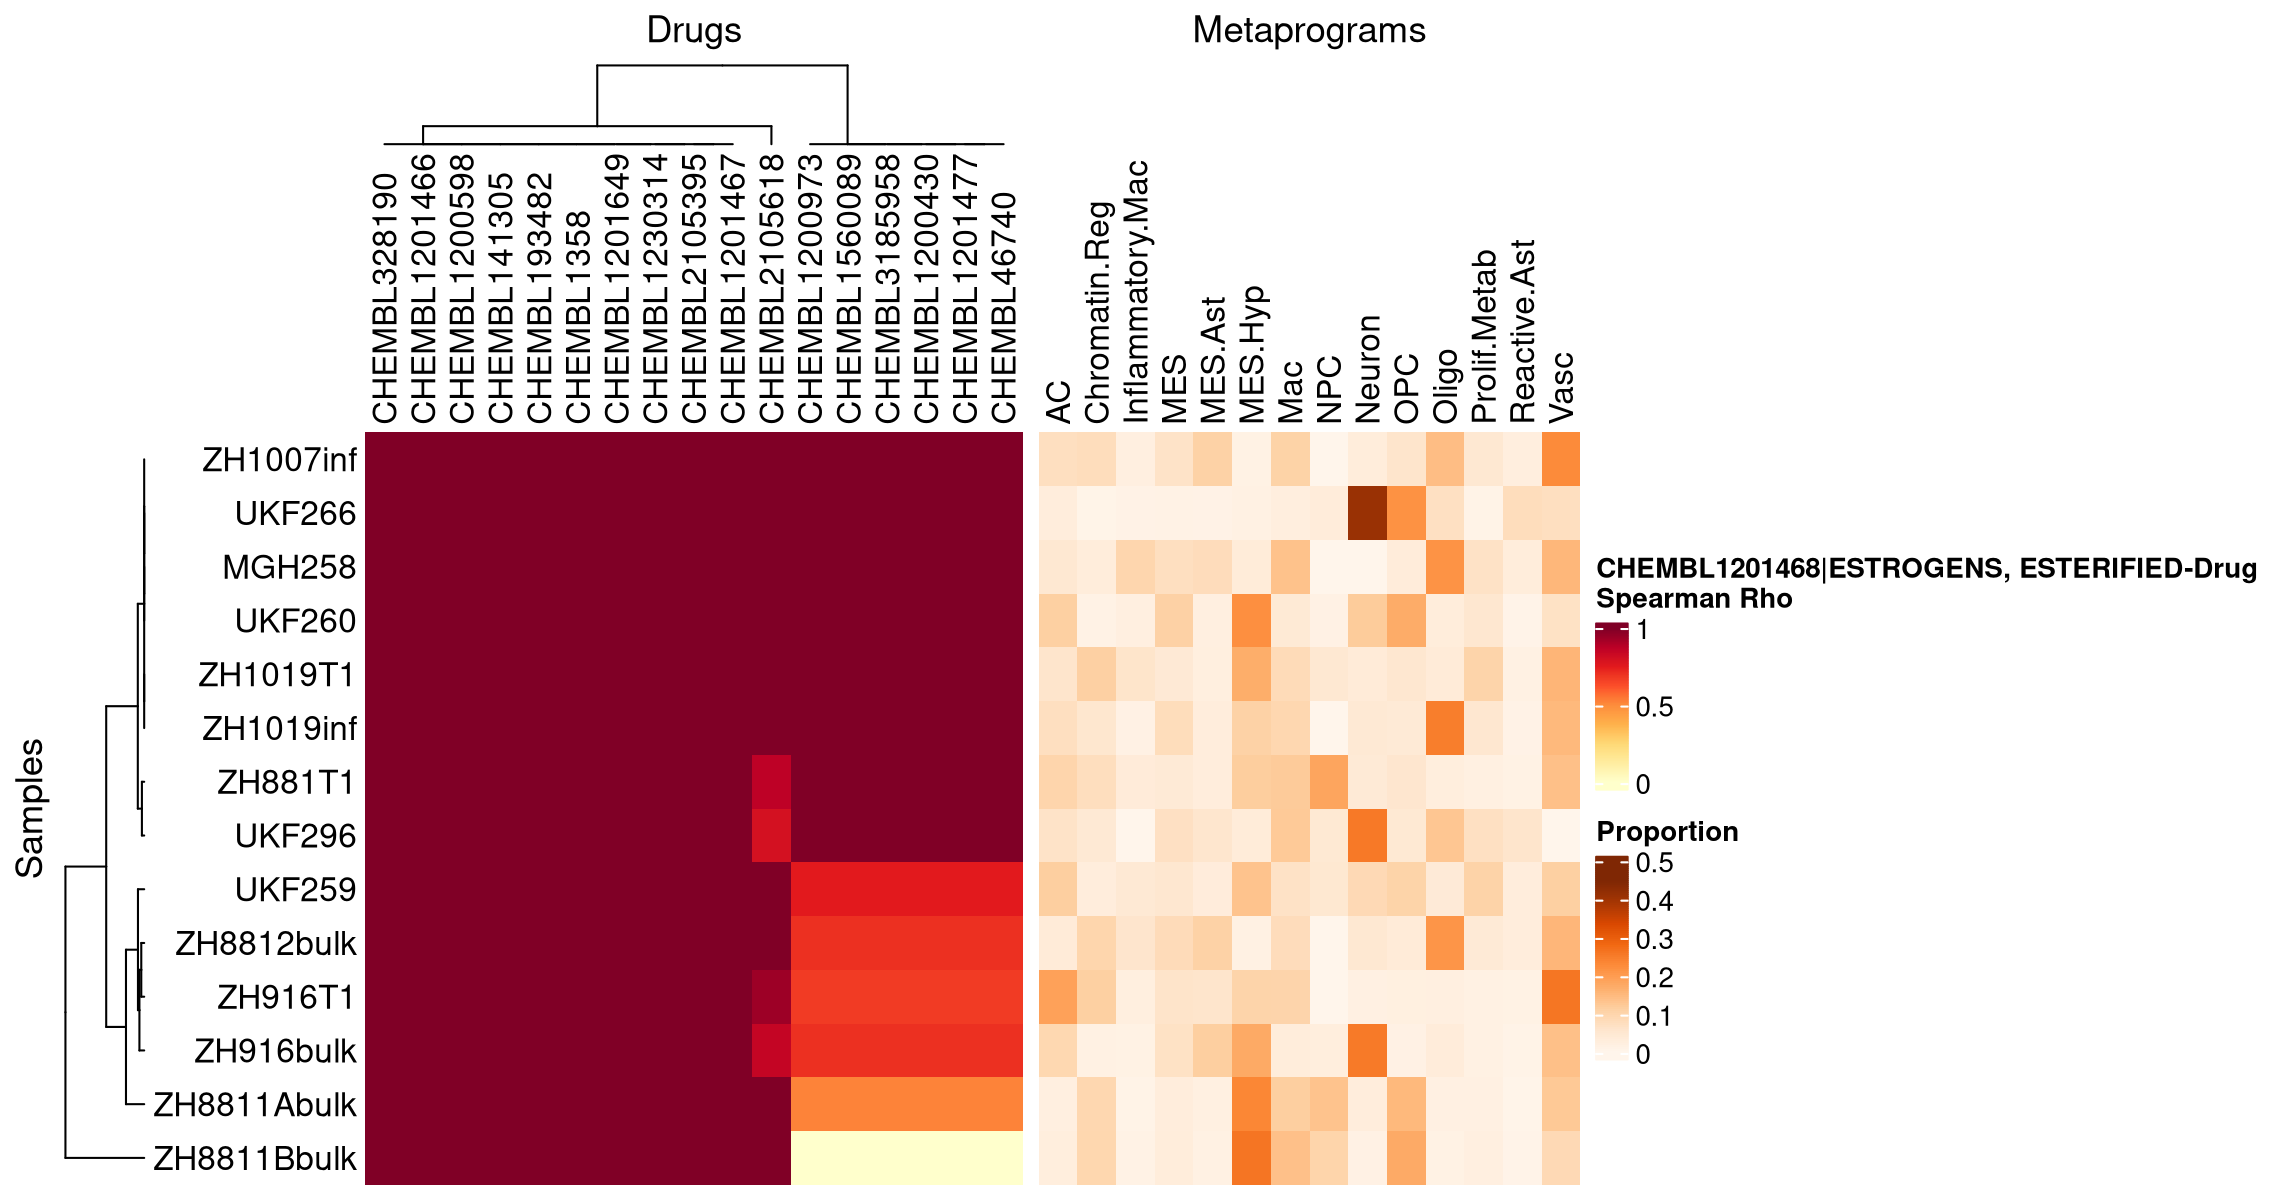 Drugs
Metaprograms
CHEMBL328190
CHEMBL1201466
CHEMBL1200598
CHEMBL141305
CHEMBL193482
CHEMBL1358
CHEMBL1201649
CHEMBL1230314
CHEMBL2105395
CHEMBL1201467
CHEMBL2105618
CHEMBL1200973
CHEMBL1560089
CHEMBL3185958
CHEMBL1200430
CHEMBL1201477
CHEMBL46740
AC
Chromatin.Reg
Inflammatory.Mac
MES
MES.Ast
MES.Hyp
Mac
NPC
Neuron
OPC
Oligo
Prolif.Metab
Reactive.Ast
Vasc
Samples
ZH1007inf
UKF266
MGH258
UKF260
ZH1019T1
ZH1019inf
ZH881T1
UKF296
UKF259
ZH8812bulk
ZH916T1
ZH916bulk
ZH8811Abulk
ZH8811Bbulk
CHEMBL1201468|ESTROGENS, ESTERIFIED-Drug
Spearman Rho
1
0.5
0
Proportion
0.5
0.4
0.3
0.2
0.1
0